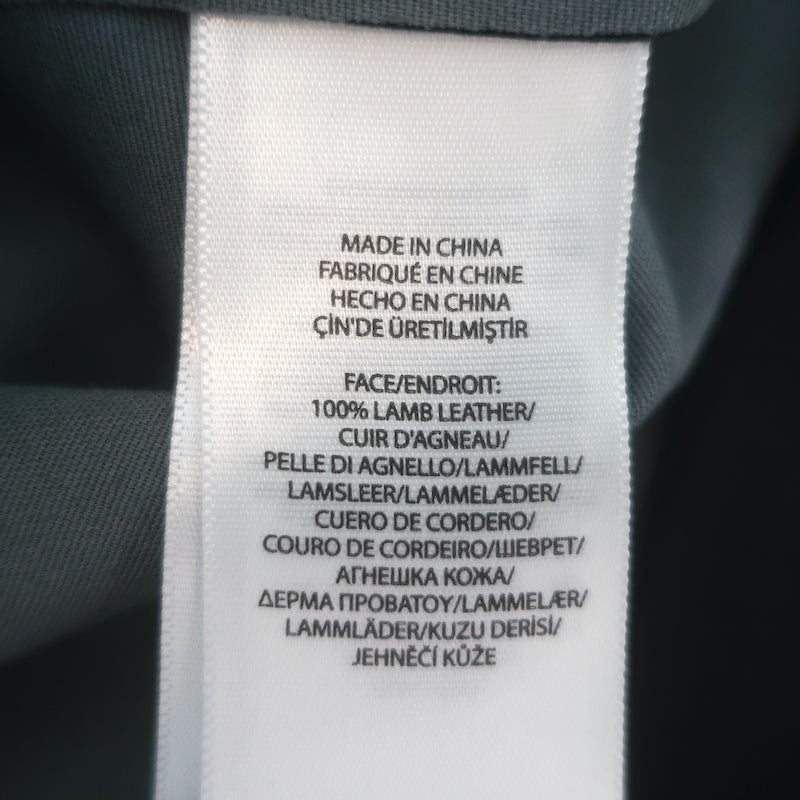 MADE IN CHINA
FABRIQUÉ EN CHINE
HECHO EN CHINA
ÇİN'DE ÜRETİLMİŞTİR
FACE/ENDROIT:
100% LAMB LEATHER/
CUIR D'AGNEAU/
PELLE DI AGNELLO/LAMMFELL/
LAMSLEER/LAMMELÆDER/
CUERO DE CORDERO/
COURO DE CORDEIRO/ШЕВРЕТ/
АГНЕШКА КОЖА/
ΔΕΡΜΑ ΠΡΟΒΑΤΟΥ/LAMMELÆR/
LAMMLÄDER/KUZU DERİSİ/
JEHNĚČÍ KŮŽE